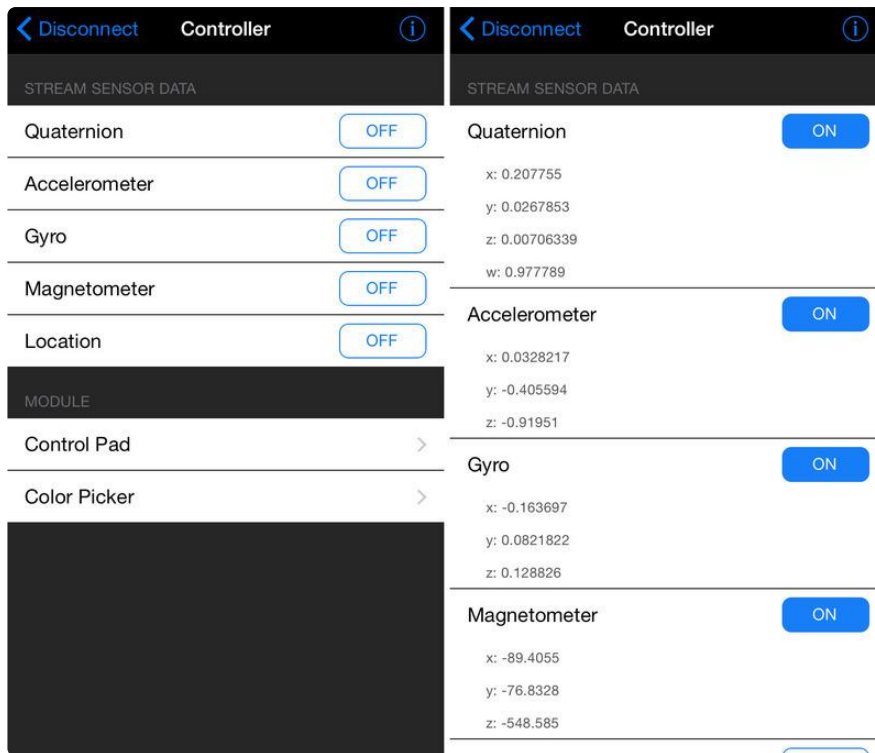 Disconnect Controller
STREAM SENSOR DATA
Quaternion OFF
Accelerometer OFF
Gyro OFF
Magnetometer OFF
Location OFF
MODULE
Control Pad
Color Picker
Disconnect Controller
STREAM SENSOR DATA
Quaternion ON
x: 0.207755
y: 0.0267853
z: 0.00706339
w: 0.977789
Accelerometer ON
x: 0.0328217
y: -0.405594
z: -0.91951
Gyro ON
x: -0.163697
y: 0.0821822
z: 0.128826
Magnetometer ON
x: -89.4055
y: -76.8328
z: -548.585